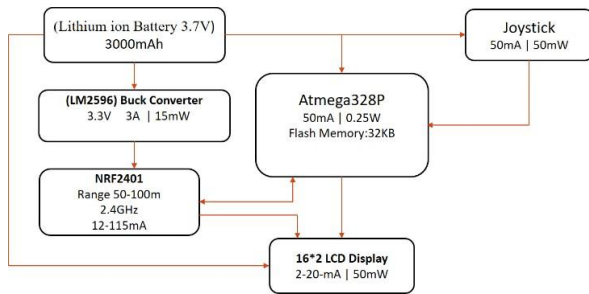 (Lithium ion Battery 3.7V)
3000mAh
Joystick
50mA | 50mW
(LM2596) Buck Converter
3.3V 3A | 15mW
Atmega328P
50mA | 0.25W
Flash Memory:32KB
NRF2401
Range 50-100m
2.4GHz
12-115mA
16*2 LCD Display
2-20-mA | 50mW